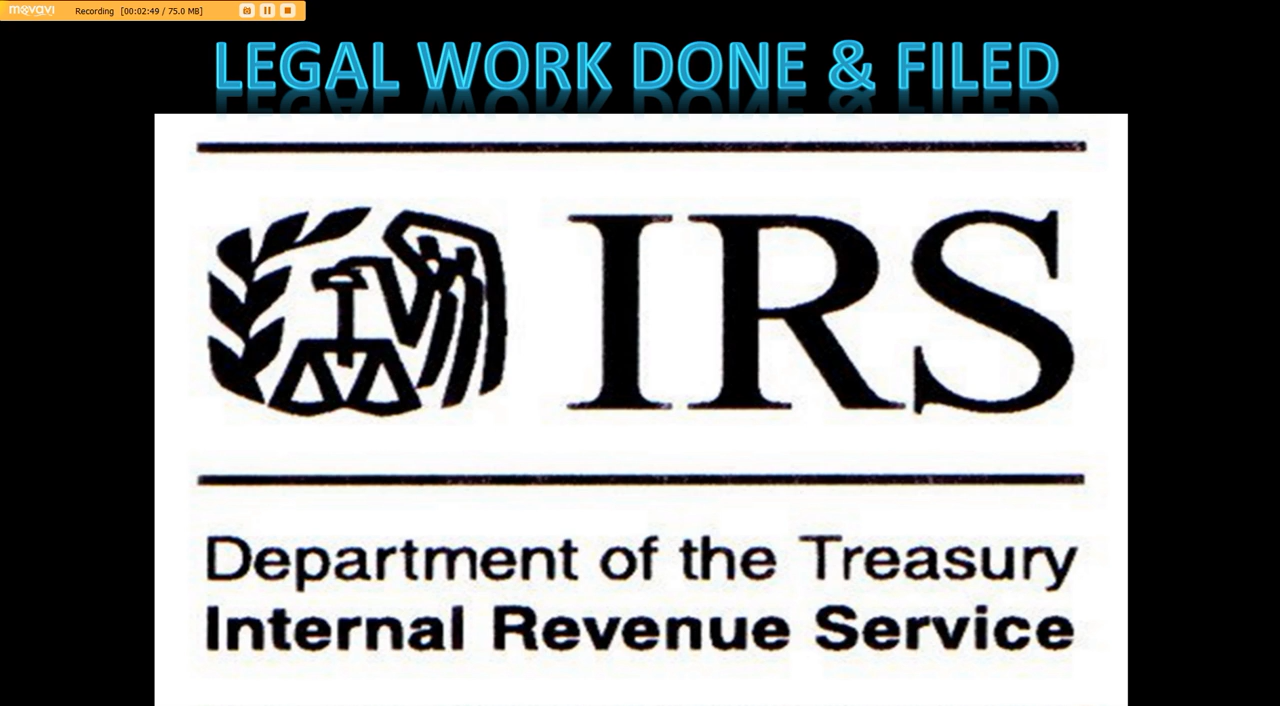 movavi Recording [00:02:49 / 75.0 MB]
LEGAL WORK DONE & FILED
IRS
Department of the Treasury
Internal Revenue Service